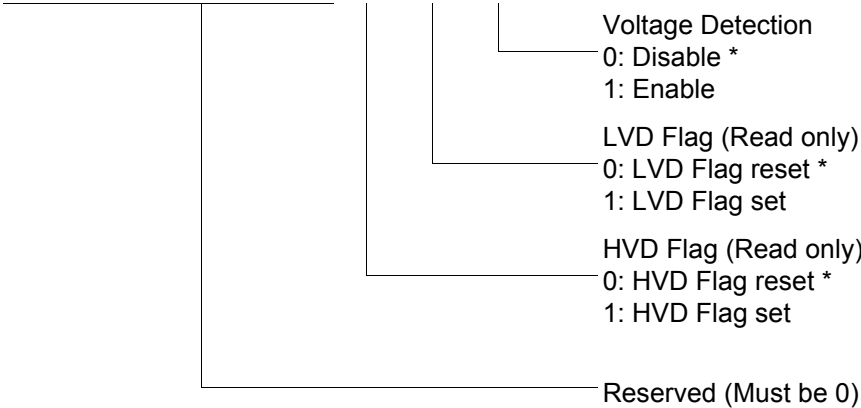 Voltage Detection
0: Disable *
1: Enable
LVD Flag (Read only)
0: LVD Flag reset *
1: LVD Flag set
HVD Flag (Read only)
0: HVD Flag reset *
1: HVD Flag set
Reserved (Must be 0)